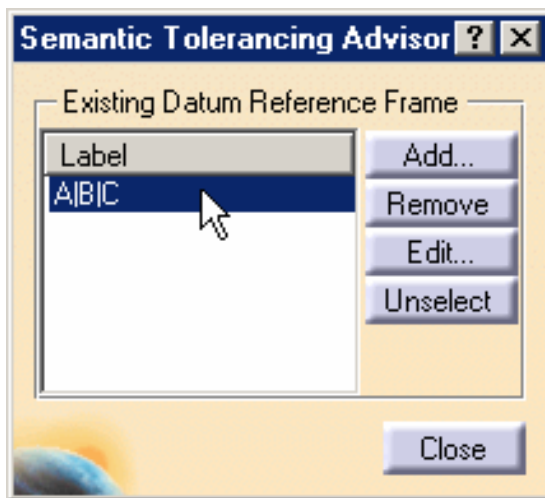 Semantic Tolerancing Advisor ? X
Existing Datum Reference Frame
Label
A|B|C
Add...
Remove
Edit...
Unselect
Close